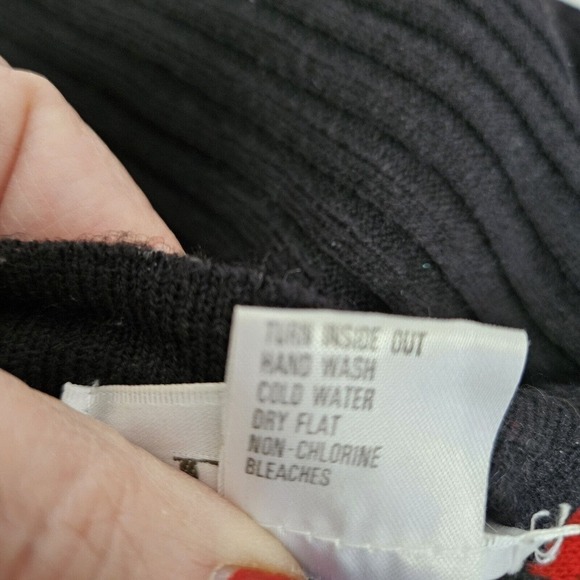 TURN INSIDE OUT
HAND WASH
COLD WATER
DRY FLAT
NON-CHLORINE
BLEACHES